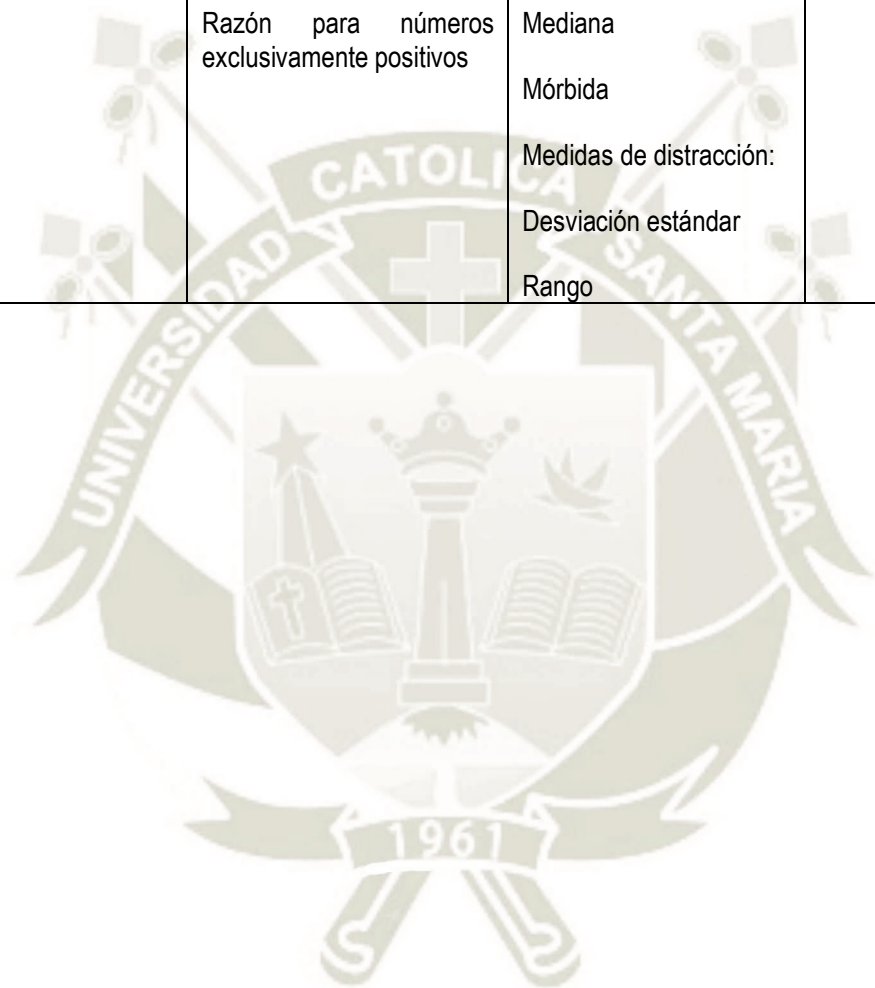 Razón para números
exclusivamente positivos
Mediana
Mórbida
Medidas de distracción:
Desviación estándar
Rango
UNIVERSIDAD CATOLICA SANTA MARIA
1961